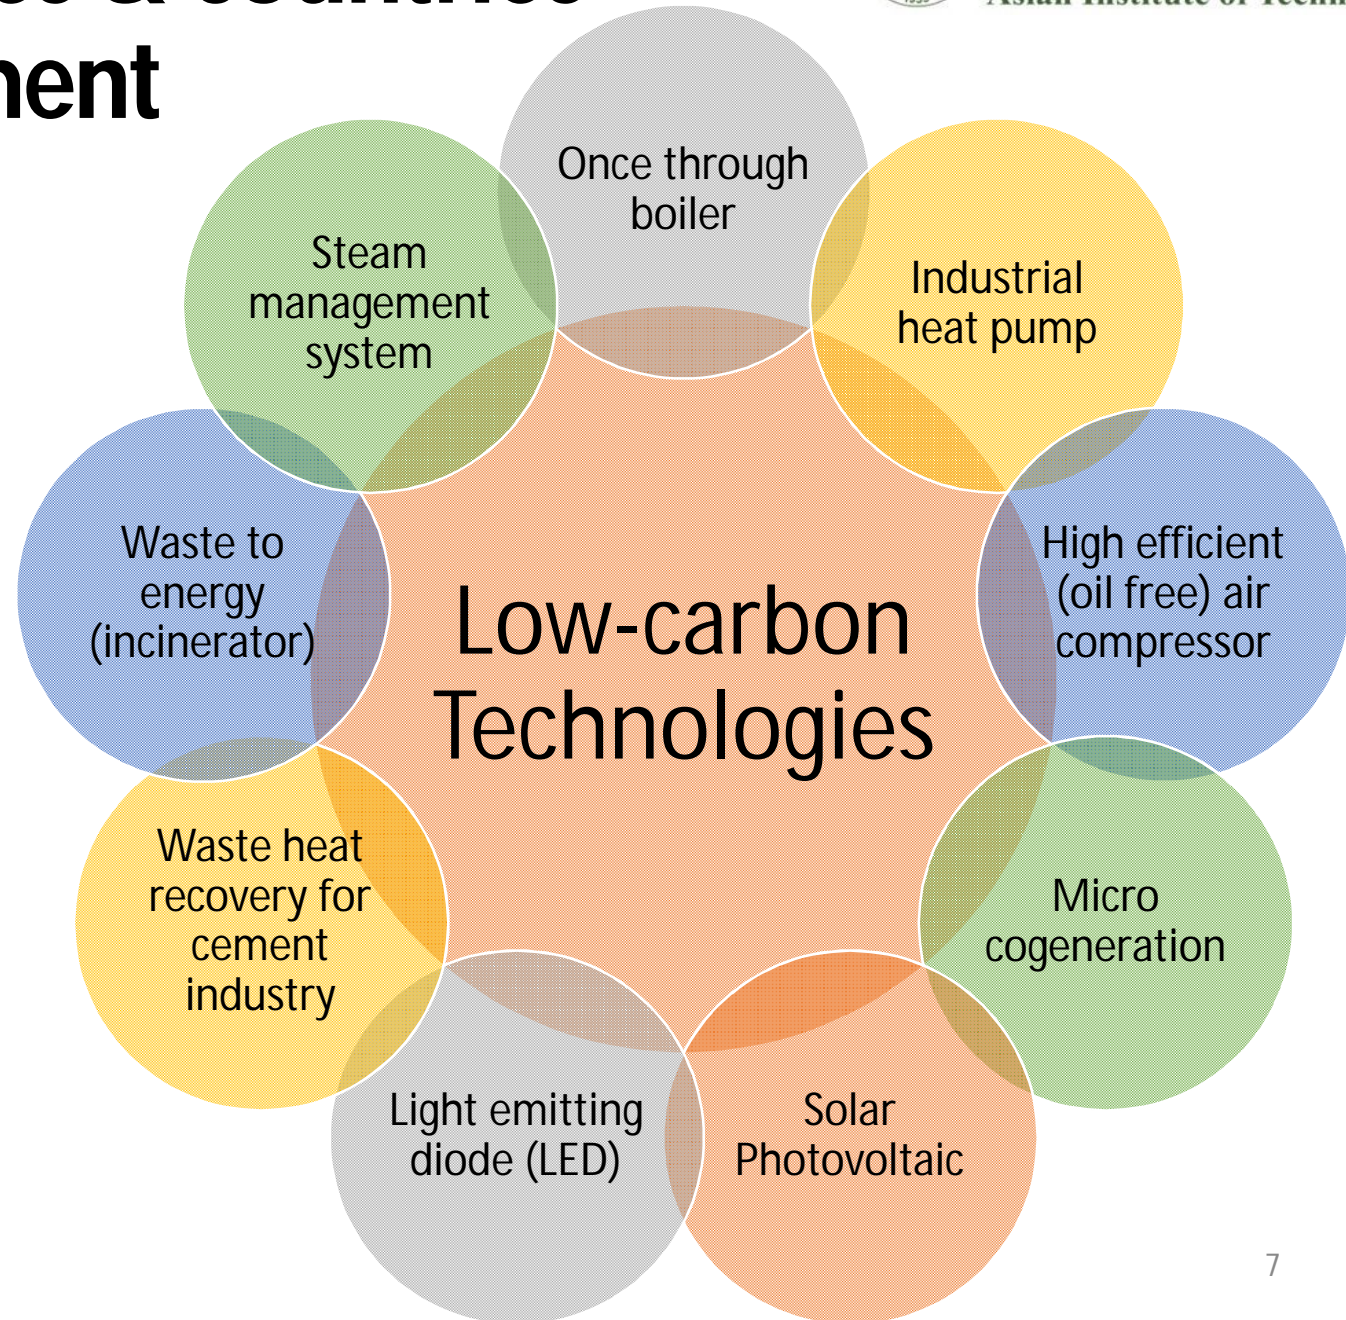 & countries
Once through
boiler
Industrial
heat pump
High efficient
(oil free) air
compressor
Micro
cogeneration
Solar
Photovoltaic
Light emitting
diode (LED)
Waste heat
recovery for
cement
industry
Waste to
energy
(incinerator)
Steam
management
system
Low-carbon
Technologies
7